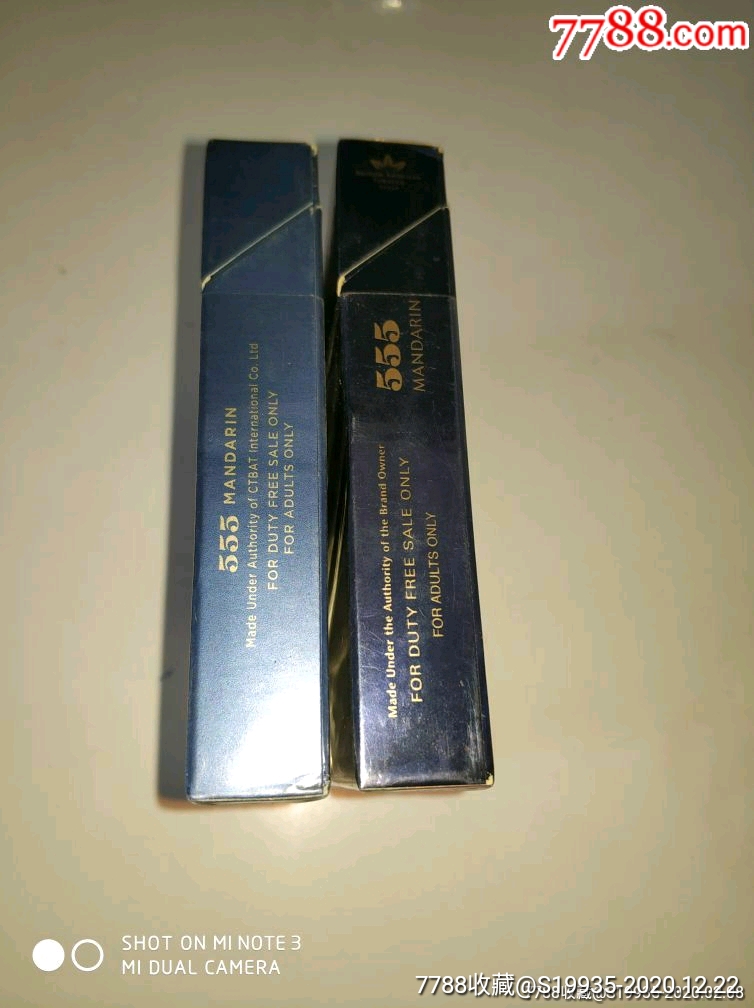 7788.com
555 MANDARIN
Made Under Authority of CTBAT International Co. Ltd
FOR DUTY FREE SALE ONLY
FOR ADULTS ONLY
555
MANDARIN
Made Under the Authority of the Brand Owner
FOR DUTY FREE SALE ONLY
FOR ADULTS ONLY
SHOT ON MI NOTE 3
MI DUAL CAMERA
7788收藏@S19935-2020.12.22